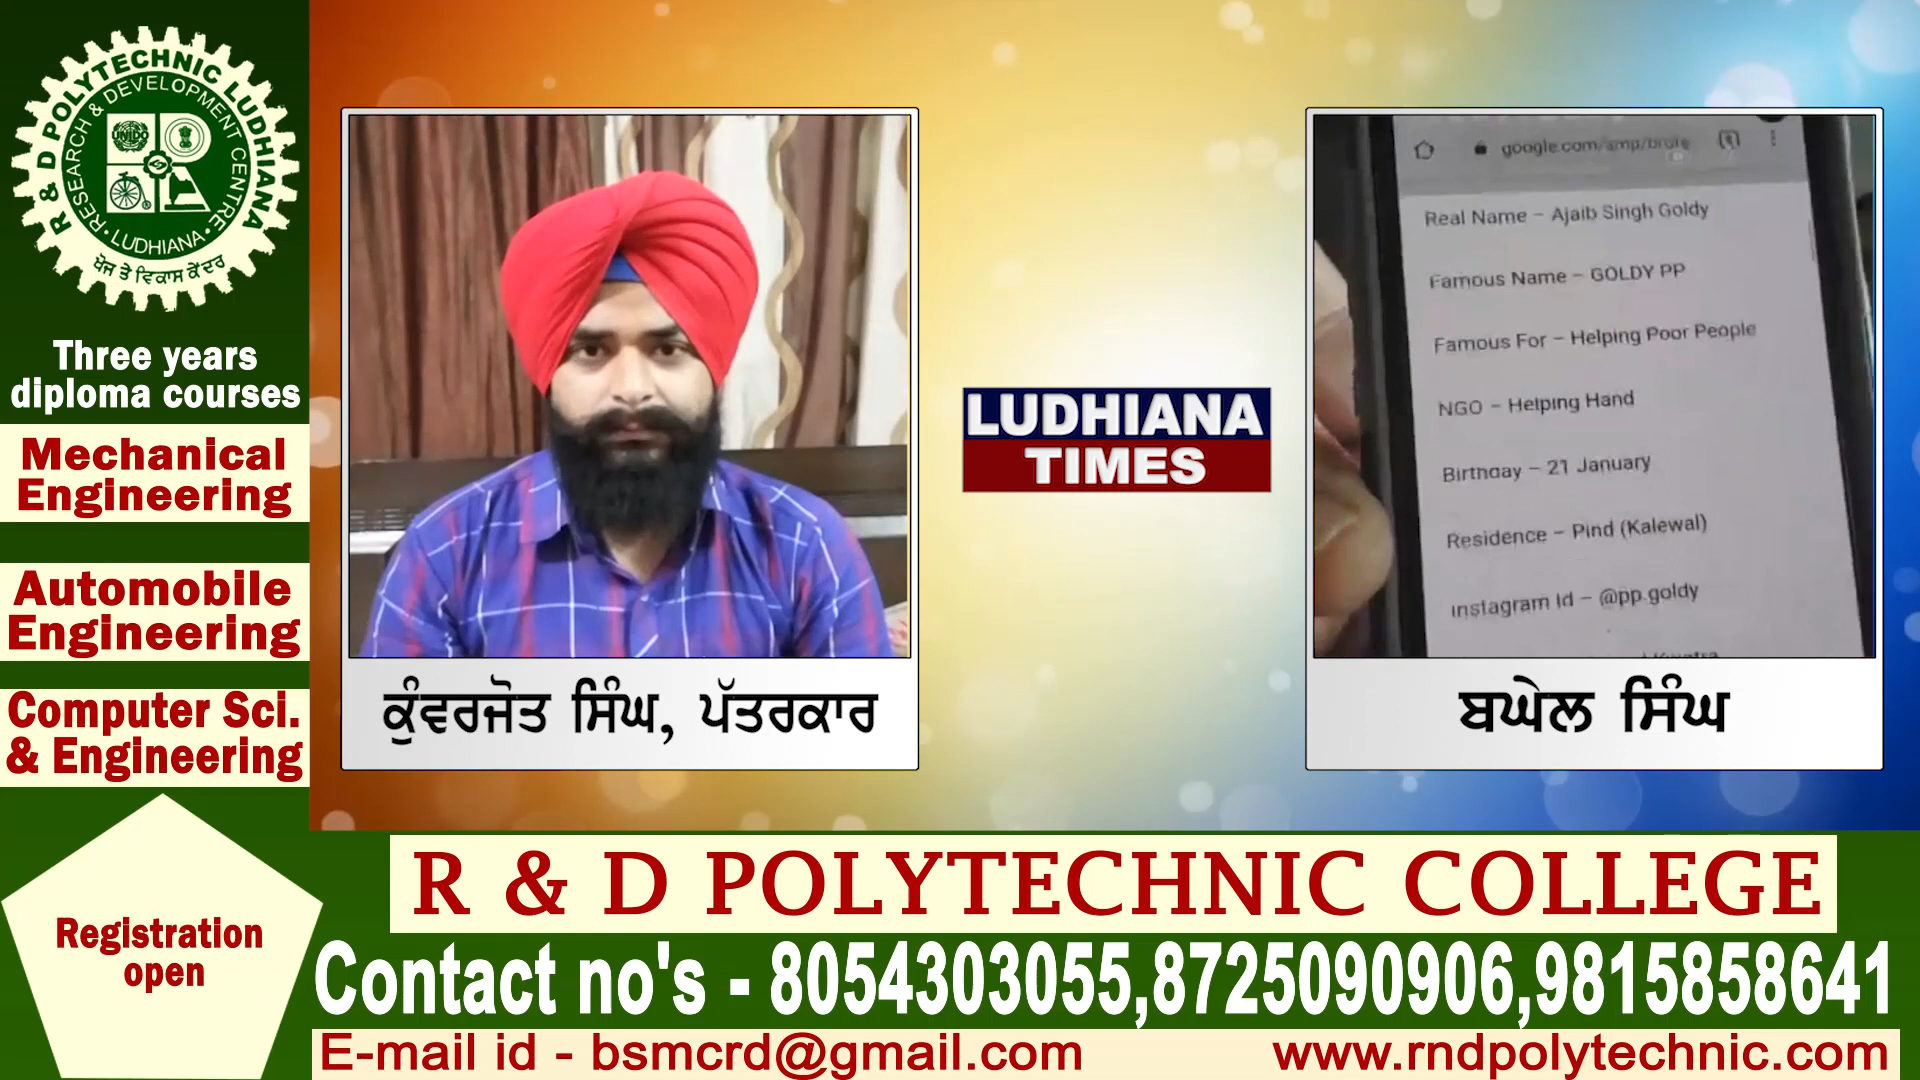 R & D POLYTECHNIC LUDHIANA
RESEARCH & DEVELOPMENT CENTRE
UNIDO
· LUDHIANA ·
ਖੋਜ ਤੇ ਵਿਕਾਸ ਕੇਂਦਰ
Three years
diploma courses
Mechanical
Engineering
Automobile
Engineering
Computer Sci.
& Engineering
Registration
open
ਕੁੰਵਰਜੋਤ ਸਿੰਘ, ਪੱਤਰਕਾਰ
LUDHIANA
TIMES
google.com/amp/brote
Real Name – Ajaib Singh Goldy
Famous Name – GOLDY PP
Famous For – Helping Poor People
NGO – Helping Hand
Birthday – 21 January
Residence – Pind (Kalewal)
Instagram Id – @pp.goldy
ਬਘੇਲ ਸਿੰਘ
R & D POLYTECHNIC COLLEGE
Contact no's - 8054303055,8725090906,9815858641
E-mail id - bsmcrd@gmail.com
www.rndpolytechnic.com